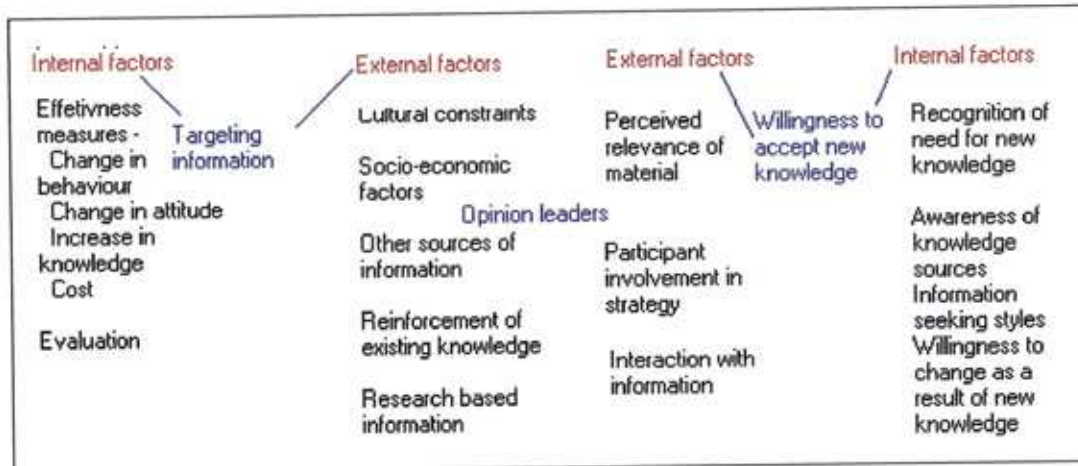 Internal factors
Effetivness
measures -
Change in
behaviour
Change in attitude
Increase in
knowledge
Cost
Evaluation
Targeting
information
External factors
Cultural constraints
Socio-economic
factors
Opinion leaders
Other sources of
information
Reinforcement of
existing knowledge
Research based
information
External factors
Perceived
relevance of
material
Participant
involvement in
strategy
Interaction with
information
Willingness to
accept new
knowledge
Internal factors
Recognition of
need for new
knowledge
Awareness of
knowledge
sources
Information
seeking styles
Willingness to
change as a
result of new
knowledge